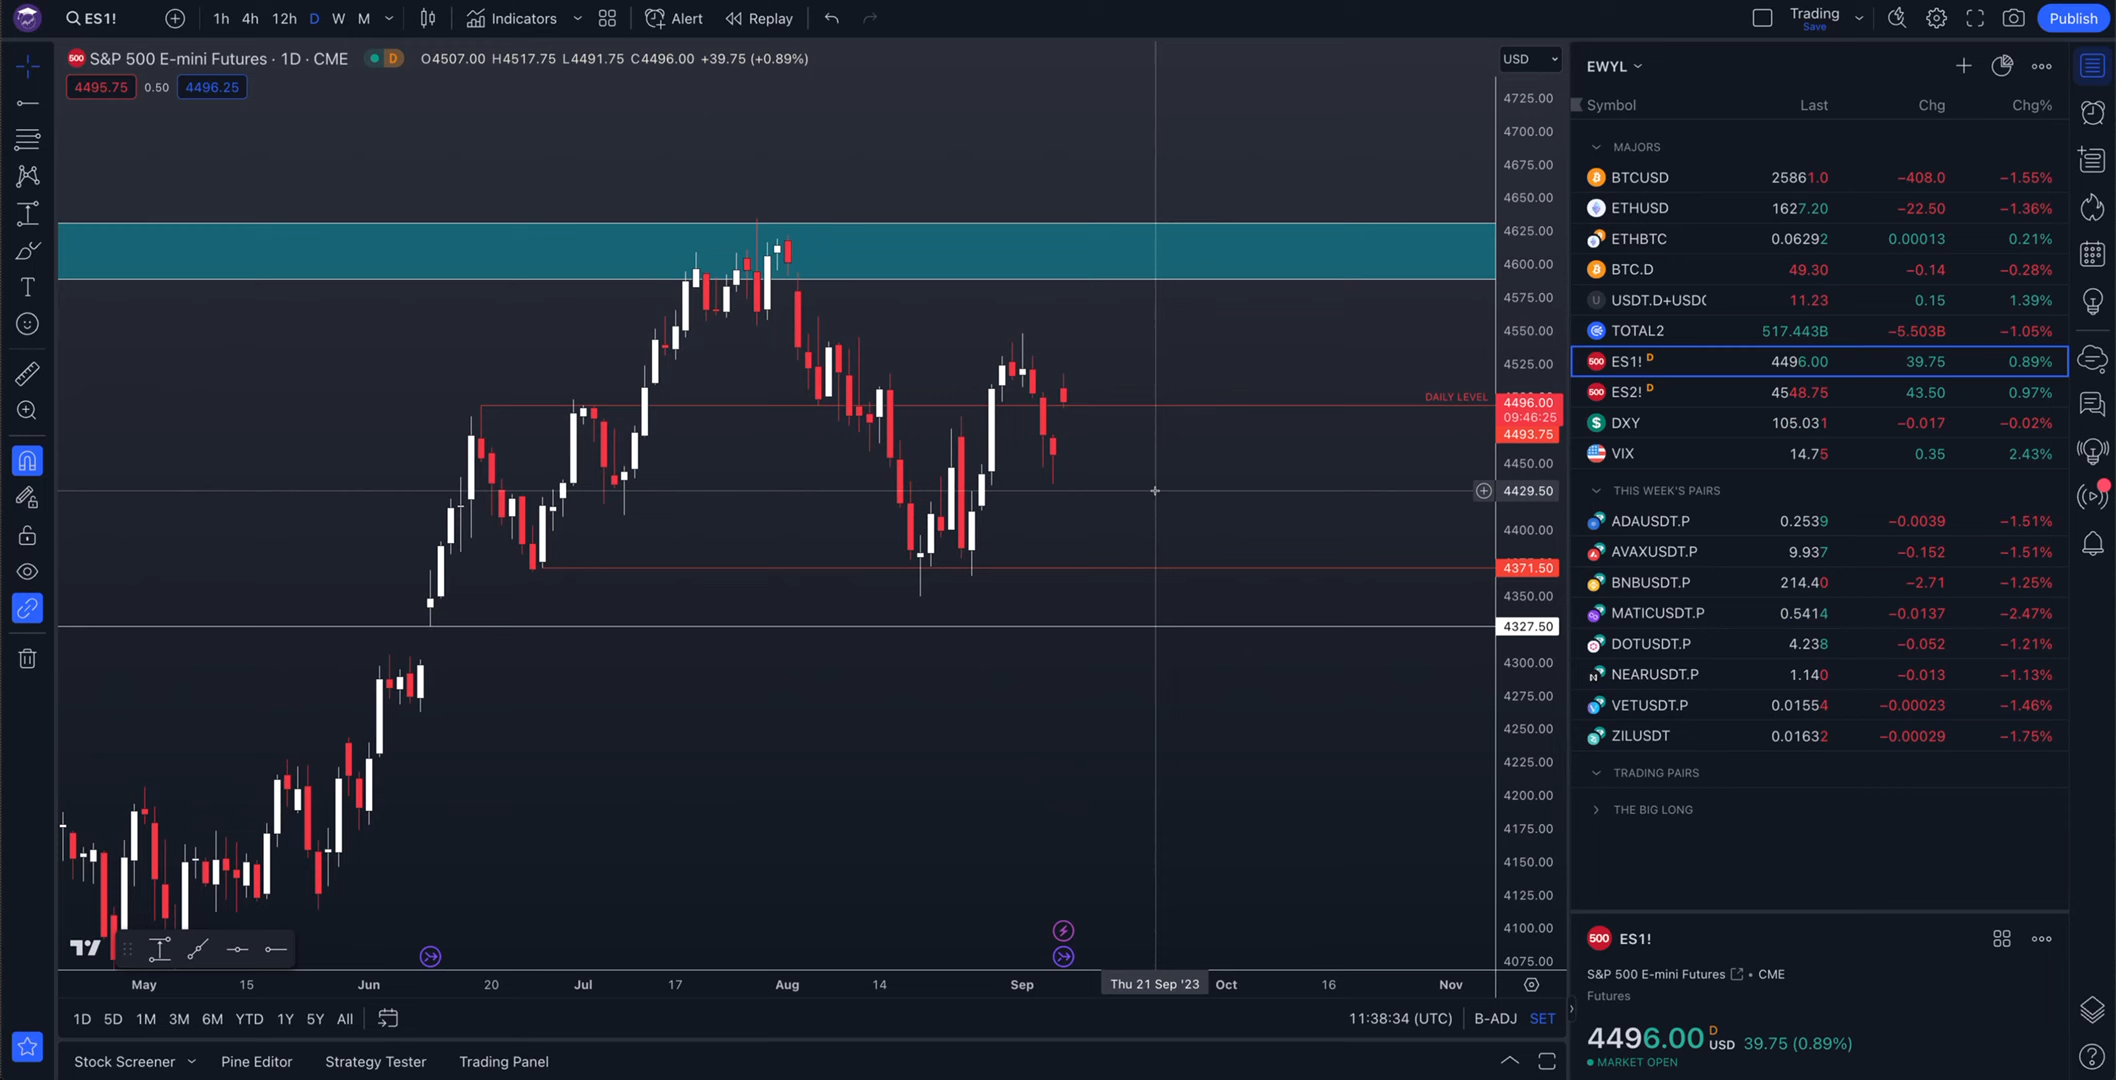 ES1! 1h 4h 12h D W M Indicators Alert Replay Trading Save Publish
S&P 500 E-mini Futures · 1D · CME D O4507.00 H4517.75 L4491.75 C4496.00 +39.75 (+0.89%) USD
4495.75 0.50 4496.25
4725.00
4700.00
4675.00
4650.00
4625.00
4600.00
4575.00
4550.00
4525.00
DAILY LEVEL
4496.00
09:46:25
4493.75
4450.00
4429.50
4400.00
4371.50
4350.00
4327.50
4300.00
4275.00
4250.00
4225.00
4200.00
4175.00
4150.00
4125.00
4100.00
4075.00
May 15 Jun 20 Jul 17 Aug 14 Sep Thu 21 Sep '23 Oct 16 Nov
1D 5D 1M 3M 6M YTD 1Y 5Y All 11:38:34 (UTC) B-ADJ SET
Stock Screener Pine Editor Strategy Tester Trading Panel
EWYL
Symbol Last Chg Chg%
MAJORS
BTCUSD 25861.0 −408.0 −1.55%
ETHUSD 1627.20 −22.50 −1.36%
ETHBTC 0.06292 0.00013 0.21%
BTC.D 49.30 −0.14 −0.28%
USDT.D+USDC 11.23 0.15 1.39%
TOTAL2 517.443B −5.503B −1.05%
500 ES1! D 4496.00 39.75 0.89%
500 ES2! D 4548.75 43.50 0.97%
DXY 105.031 −0.017 −0.02%
VIX 14.75 0.35 2.43%
THIS WEEK'S PAIRS
ADAUSDT.P 0.2539 −0.0039 −1.51%
AVAXUSDT.P 9.937 −0.152 −1.51%
BNBUSDT.P 214.40 −2.71 −1.25%
MATICUSDT.P 0.5414 −0.0137 −2.47%
DOTUSDT.P 4.238 −0.052 −1.21%
NEARUSDT.P 1.140 −0.013 −1.13%
VETUSDT.P 0.01554 −0.00023 −1.46%
ZILUSDT 0.01632 −0.00029 −1.75%
TRADING PAIRS
THE BIG LONG
500 ES1!
S&P 500 E-mini Futures • CME
Futures
4496.00 D USD 39.75 (0.89%)
MARKET OPEN